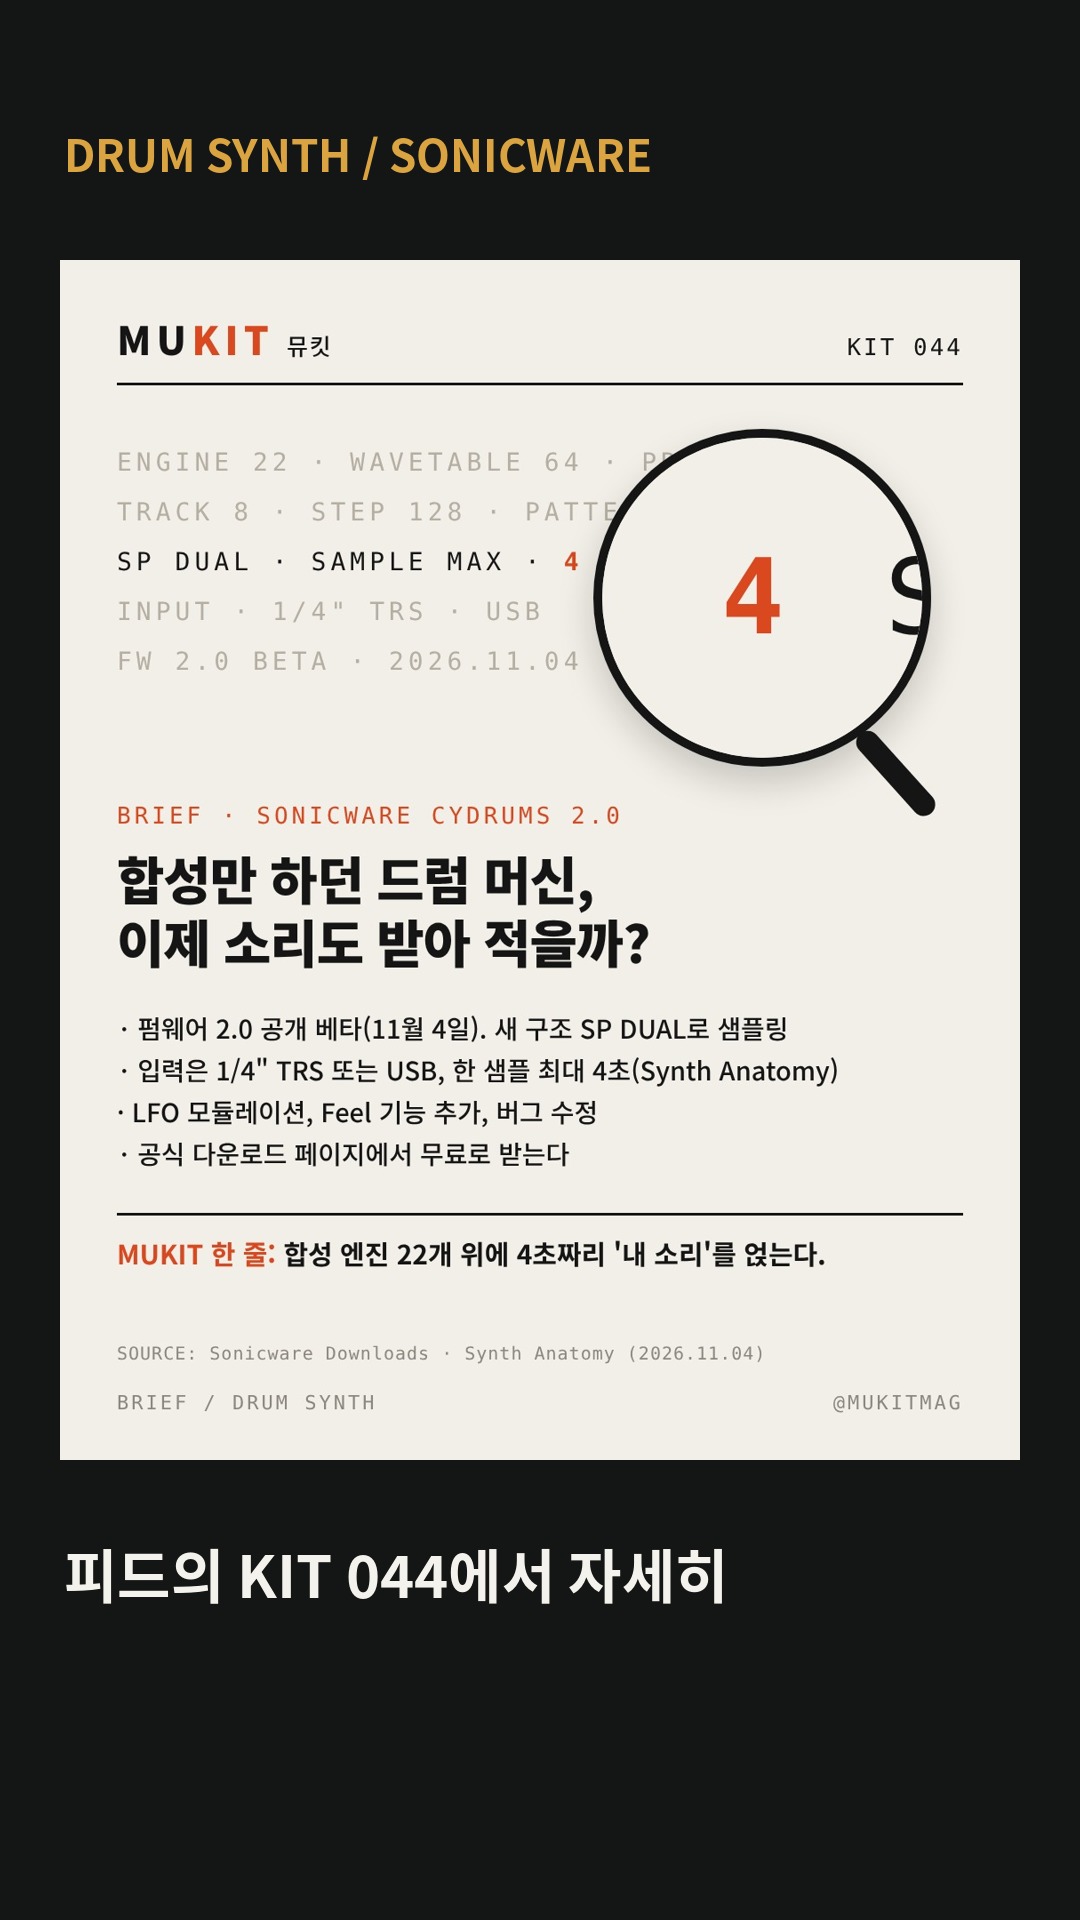 DRUM SYNTH / SONICWARE
MUKIT 뮤킷
KIT 044
ENGINE 22 · WAVETABLE 64 ·
TRACK 8 · STEP 128 ·
SP DUAL · SAMPLE MAX · 4
4 S
INPUT · 1/4" TRS · USB
FW 2.0 BETA · 2026.11.04
BRIEF · SONICWARE CYDRUMS 2.0
합성만 하던 드럼 머신,
이제 소리도 받아 적을까?
· 펌웨어 2.0 공개 베타(11월 4일). 새 구조 SP DUAL로 샘플링
· 입력은 1/4" TRS 또는 USB, 한 샘플 최대 4초(Synth Anatomy)
· LFO 모듈레이션, Feel 기능 추가, 버그 수정
· 공식 다운로드 페이지에서 무료로 받는다
MUKIT 한 줄: 합성 엔진 22개 위에 4초짜리 '내 소리'를 얹는다.
SOURCE: Sonicware Downloads · Synth Anatomy (2026.11.04)
BRIEF / DRUM SYNTH
@MUKITMAG
피드의 KIT 044에서 자세히